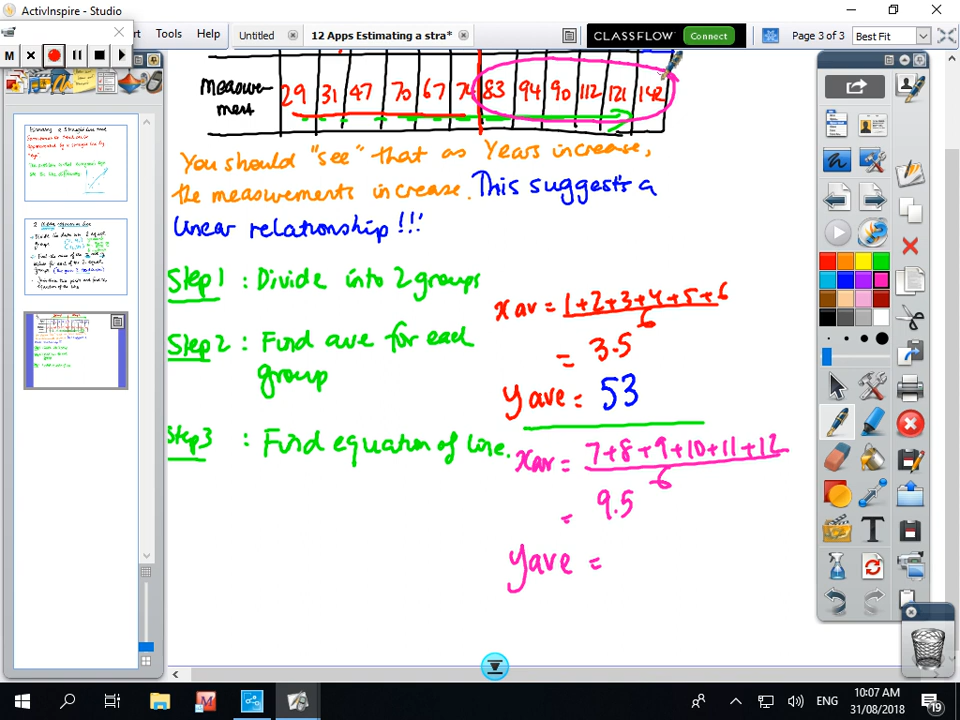 ActivInspire - Studio
Tools Help Untitled 12 Apps Estimating a stra* CLASSFLOW Connect Page 3 of 3 Best Fit
Measure-
ment 29 31 47 70 67 74 83 94 90 112 121 142
You should "see" that as Years increase,
the measurements increase. This suggests a
linear relationship !!!
Step 1 : Divide into 2 groups
x av = 1+2+3+4+5+6
6
= 3.5
Step 2 : Find ave for each
group
y ave = 53
Step 3 : Find equation of line.
x av = 7+8+9+10+11+12
6
= 9.5
y ave =
ENG
10:07 AM
31/08/2018
19